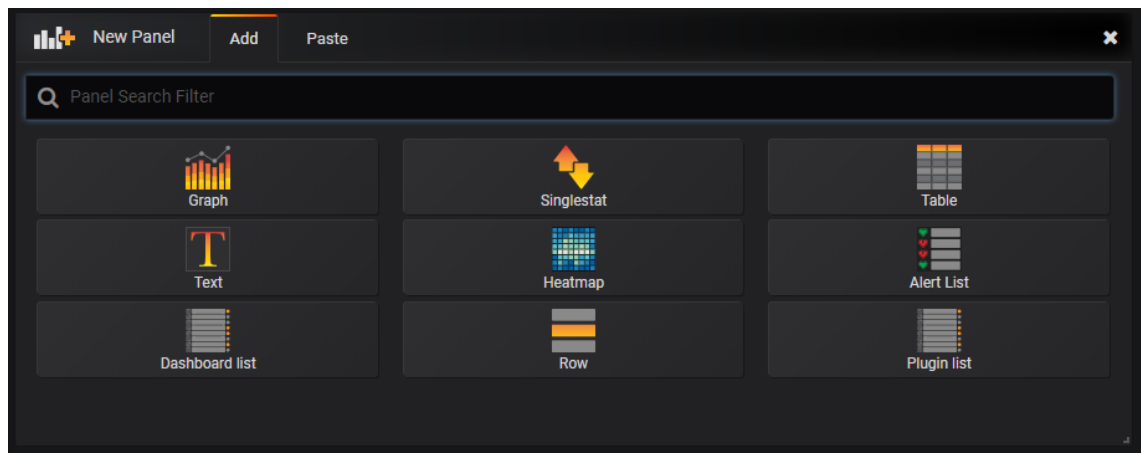 New Panel Add Paste
Panel Search Filter
Graph Singlestat Table
Text Heatmap Alert List
Dashboard list Row Plugin list